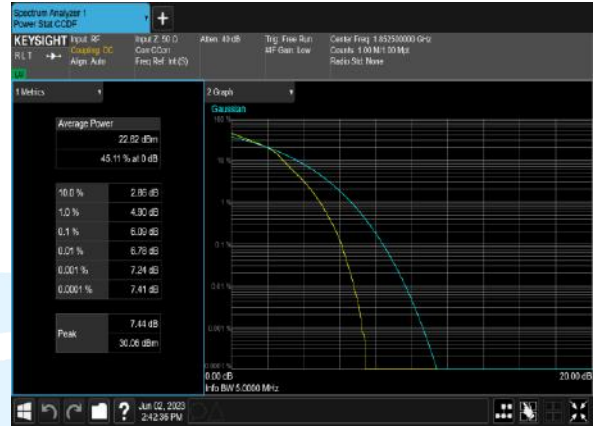 Spectrum Analyzer 1
Power Stat CCDF
KEYSIGHT Input: RF Input Z: 50 Ω Atten: 40 dB Trig: Free Run Center Freq: 1.852500000 GHz
RLT Coupling: DC Corr CCorr #IF Gain: Low Counts: 1.00 M/1.00 Mpt
Align: Auto Freq Ref: Int (S) Radio Std: None
1 Metrics
2 Graph
Average Power
22.62 dBm
45.11 % at 0 dB
10.0 % 2.86 dB
1.0 % 4.90 dB
0.1 % 6.09 dB
0.01 % 6.78 dB
0.001 % 7.24 dB
0.0001 % 7.41 dB
Peak 7.44 dB
30.06 dBm
Gaussian
100 %
10 %
1 %
0.1 %
0.01 %
0.001 %
0.0001 %
0.00 dB 20.00 dB
Info BW 5.0000 MHz
Jun 02, 2023
2:42:36 PM